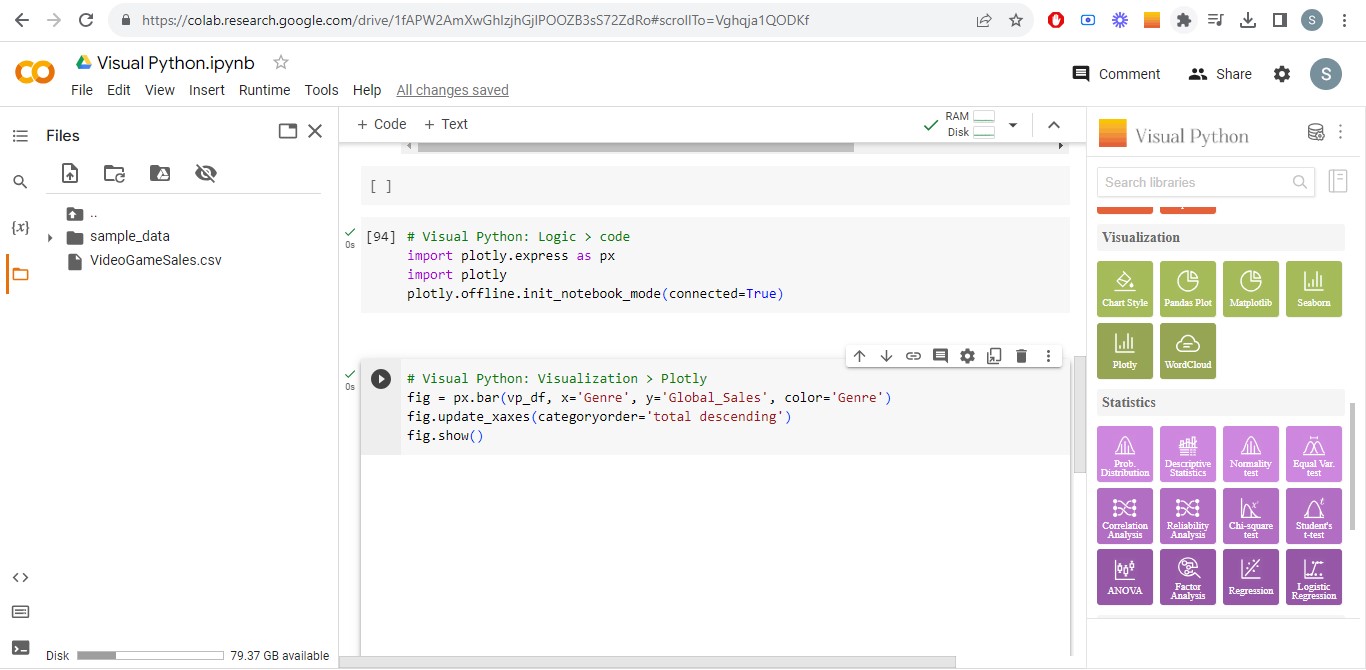 https://colab.research.google.com/drive/1fAPW2AmXwGhIzjhGjlPOOZB3sS72ZdRo#scrollTo=Vghqja1QODKf
S
Visual Python.ipynb
File Edit View Insert Runtime Tools Help All changes saved
Comment Share S
Files
+ Code + Text
RAM
Disk
Visual Python
Search libraries
{x}
..
sample_data
VideoGameSales.csv
[ ]
0s
[94] # Visual Python: Logic > code
import plotly.express as px
import plotly
plotly.offline.init_notebook_mode(connected=True)
0s
# Visual Python: Visualization > Plotly
fig = px.bar(vp_df, x='Genre', y='Global_Sales', color='Genre')
fig.update_xaxes(categoryorder='total descending')
fig.show()
Visualization
Chart Style Pandas Plot Matplotlib Seaborn
Plotly WordCloud
Statistics
Prob. Distribution
Descriptive Statistics
Normality test
Equal Var. test
Correlation Analysis
Reliability Analysis
Chi-square test
Student's t-test
ANOVA
Factor Analysis
Regression
Logistic Regression
Disk 79.37 GB available